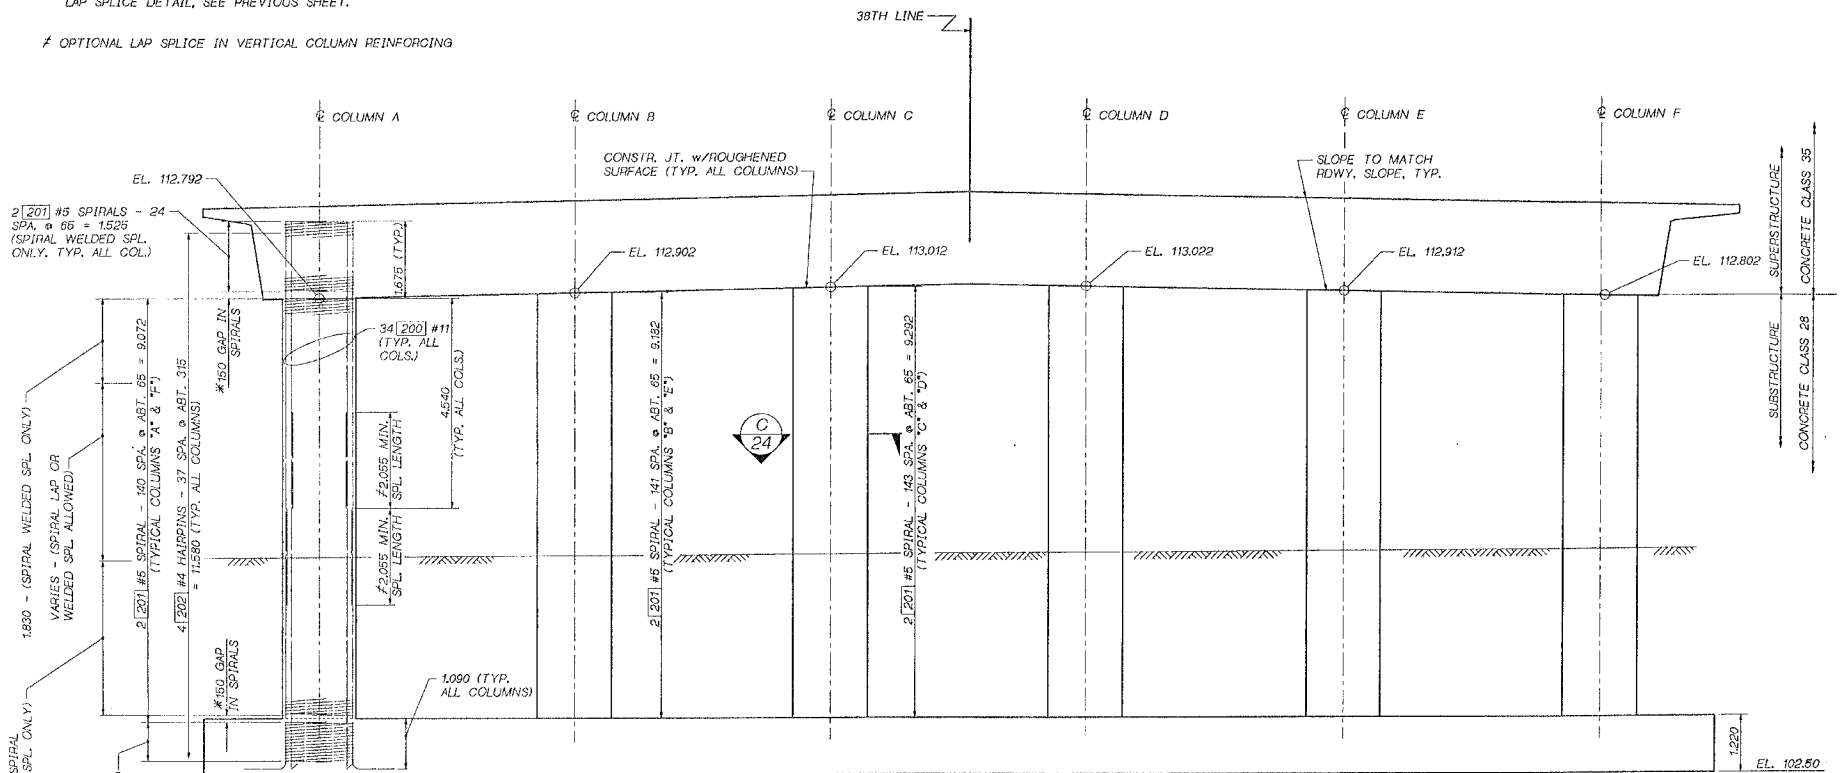 LAP SPLICE DETAIL, SEE PREVIOUS SHEET.
≠ OPTIONAL LAP SPLICE IN VERTICAL COLUMN REINFORCING
38TH LINE
℄ COLUMN A
℄ COLUMN B
℄ COLUMN C
℄ COLUMN D
℄ COLUMN E
℄ COLUMN F
CONSTR. JT. w/ROUGHENED
SURFACE (TYP. ALL COLUMNS)
SLOPE TO MATCH
RDWY. SLOPE, TYP.
EL. 112.792
2 201 #5 SPIRALS - 24
SPA. @ 65 = 1.525
(SPIRAL WELDED SPL.
ONLY. TYP. ALL COL.)
1.675 (TYP.)
EL. 112.902
EL. 113.012
EL. 113.022
EL. 112.912
EL. 112.802
SUPERSTRUCTURE
CONCRETE CLASS 35
SUBSTRUCTURE
CONCRETE CLASS 28
*150 GAP IN
SPIRALS
34 200 #11
(TYP. ALL
COLS.)
4.540
(TYP. ALL COLS.)
1.830 - (SPIRAL WELDED SPL. ONLY)
VARIES - (SPIRAL LAP OR
WELDED SPL. ALLOWED)
2 201 #5 SPIRAL - 140 SPA. @ ABT. 65 = 9.072
(TYPICAL COLUMNS "A" & "F")
4 202 #4 HAIRPINS - 37 SPA. @ ABT. 315
= 11.580 (TYP. ALL COLUMNS)
≠2.055 MIN.
SPL. LENGTH
≠2.055 MIN.
SPL. LENGTH
2 201 #5 SPIRAL - 141 SPA. @ ABT. 65 = 9.182
(TYPICAL COLUMNS "B" & "E")
C
24
2 201 #5 SPIRAL - 143 SPA. @ ABT. 65 = 9.292
(TYPICAL COLUMNS "C" & "D")
*150 GAP
IN SPIRALS
1.090 (TYP.
ALL COLUMNS)
SPIRAL
SPL. ONLY)
1.220
EL. 102.50